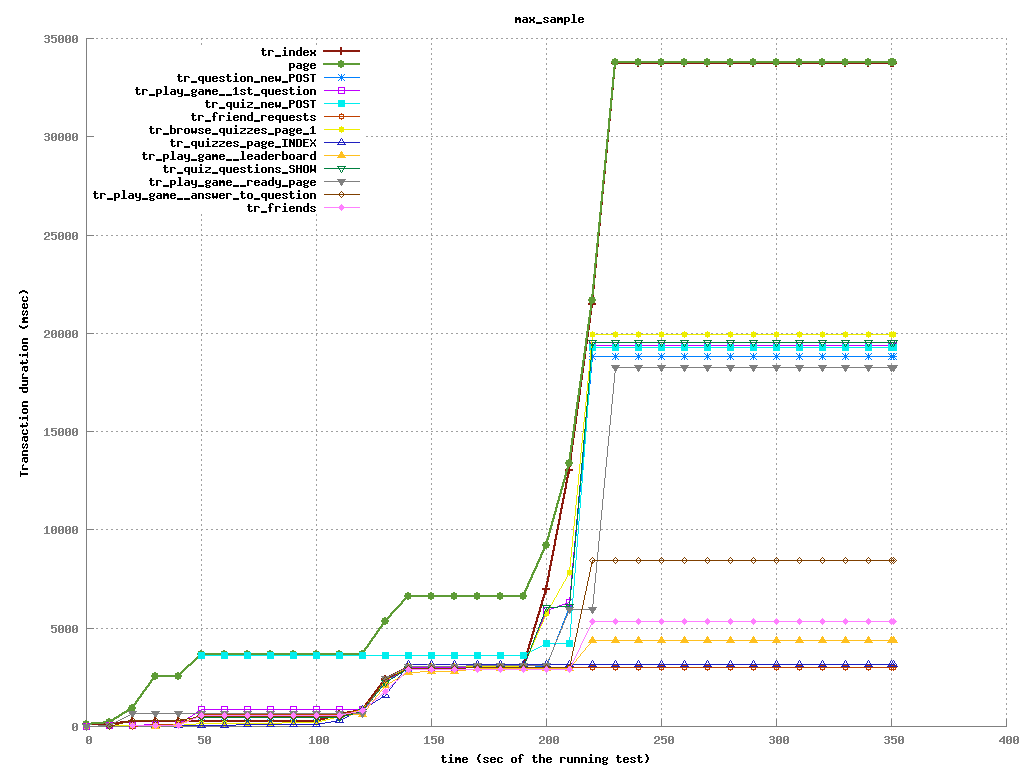 max_sample
35000
30000
25000
20000
15000
10000
5000
0
Transaction duration (msec)
tr_index
page
tr_question_new_POST
tr_play_game__1st_question
tr_quiz_new_POST
tr_friend_requests
tr_browse_quizzes_page_1
tr_quizzes_page_INDEX
tr_play_game__leaderboard
tr_quiz_questions_SHOW
tr_play_game__ready_page
tr_play_game__answer_to_question
tr_friends
0 50 100 150 200 250 300 350 400
time (sec of the running test)